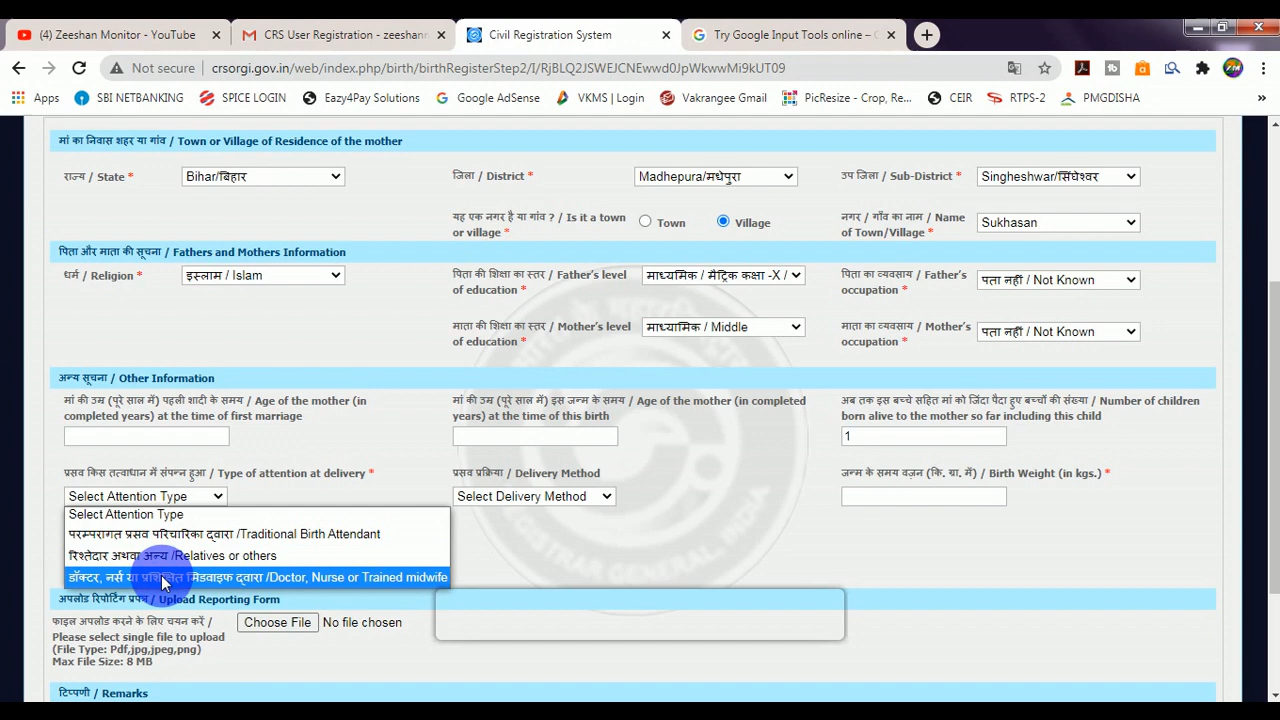 (4) Zeeshan Monitor - YouTube
CRS User Registration - zeeshann
Civil Registration System
Try Google Input Tools online – G
Not secure crsorgi.gov.in/web/index.php/birth/birthRegisterStep2/I/RjBLQ2JSWEJCNEwwd0JpWkwwMi9kUT09
Apps SBI NETBANKING SPICE LOGIN Eazy4Pay Solutions Google AdSense VKMS | Login Vakrangee Gmail PicResize - Crop, Re... CEIR RTPS-2 PMGDISHA »
मां का निवास शहर या गांव / Town or Village of Residence of the mother
राज्य / State * Bihar/बिहार जिला / District * Madhepura/मधेपुरा उप जिला / Sub-District * Singheshwar/सिंघेश्वर
यह एक नगर है या गांव ? / Is it a town or village * Town Village नगर / गाँव का नाम / Name of Town/Village * Sukhasan
पिता और माता की सूचना / Fathers and Mothers Information
धर्म / Religion * इस्लाम / Islam पिता की शिक्षा का स्तर / Father's level of education * माध्यमिक / मैट्रिक कक्षा -X / पिता का व्यवसाय / Father's occupation * पता नहीं / Not Known
माता की शिक्षा का स्तर / Mother's level of education * माध्यामिक / Middle माता का व्यवसाय / Mother's occupation * पता नहीं / Not Known
अन्य सूचना / Other Information
मां की उम्र (पूरे साल में) पहली शादी के समय / Age of the mother (in completed years) at the time of first marriage
मां की उम्र (पूरे साल में) इस जन्म के समय / Age of the mother (in completed years) at the time of this birth
अब तक इस बच्चे सहित मां को जिंदा पैदा हुए बच्चों की संख्या / Number of children born alive to the mother so far including this child
1
प्रसव किस तत्वाधान में संपन्न हुआ / Type of attention at delivery * प्रसव प्रक्रिया / Delivery Method जन्म के समय वज़न (कि. ग्रा. में) / Birth Weight (in kgs.) *
Select Attention Type Select Delivery Method
Select Attention Type
परम्परागत प्रसव परिचारिका द्वारा /Traditional Birth Attendant
रिश्तेदार अथवा अन्य /Relatives or others
डॉक्टर, नर्स या प्रशिक्षित मिडवाइफ द्वारा /Doctor, Nurse or Trained midwife
अपलोड रिपोर्टिंग प्रपत्र / Upload Reporting Form
फाइल अपलोड करने के लिए चयन करें / Choose File No file chosen
Please select single file to upload
(File Type: Pdf,jpg,jpeg,png)
Max File Size: 8 MB
टिप्पणी / Remarks